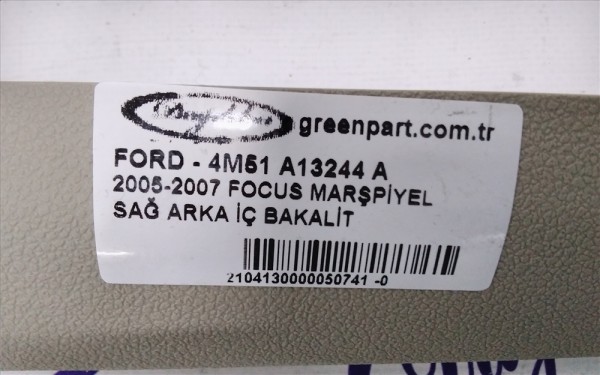 greenpart.com.tr
FORD - 4M51 A13244 A
2005-2007 FOCUS MARŞPİYEL
SAĞ ARKA İÇ BAKALİT
2104130000050741 -0